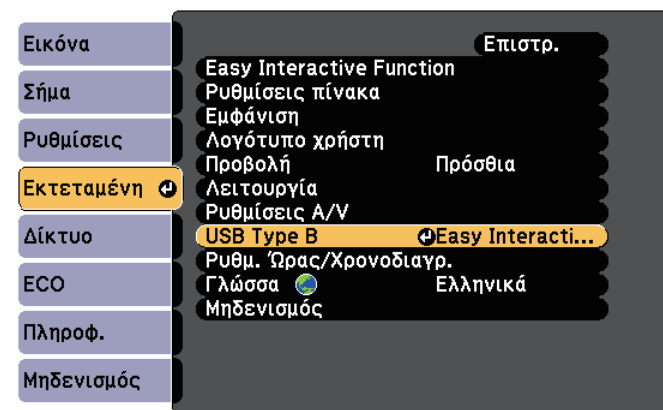 Εικόνα
Σήμα
Ρυθμίσεις
Εκτεταμένη
Δίκτυο
ECO
Πληροφ.
Μηδενισμός
Επιστρ.
Easy Interactive Function
Ρυθμίσεις πίνακα
Εμφάνιση
Λογότυπο χρήστη
Προβολή Πρόσθια
Λειτουργία
Ρυθμίσεις A/V
USB Type B Easy Interacti...
Ρυθμ. Ώρας/Χρονοδιαγρ.
Γλώσσα Ελληνικά
Μηδενισμός